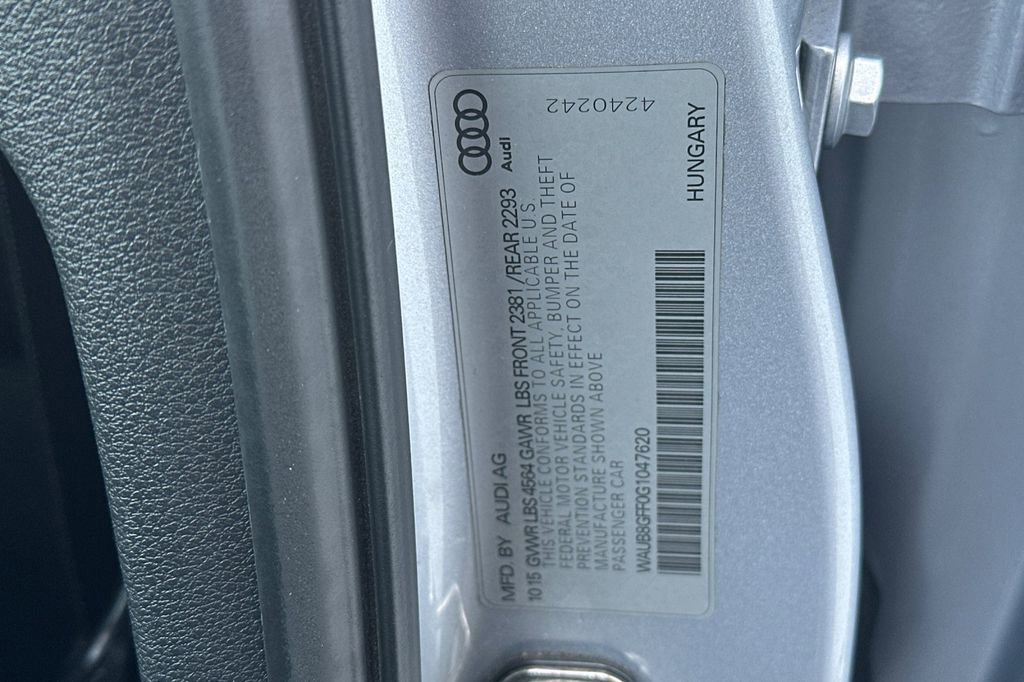 MFD. BY AUDI AG
Audi
10 15 GVWR LBS 4564 GAWR LBS FRONT 2381 / REAR 2293
THIS VEHICLE CONFORMS TO ALL APPLICABLE U.S.
FEDERAL MOTOR VEHICLE SAFETY, BUMPER AND THEFT
PREVENTION STANDARDS IN EFFECT ON THE DATE OF
MANUFACTURE SHOWN ABOVE
PASSENGER CAR
4240242
WAUB8GFF0G1047620
HUNGARY